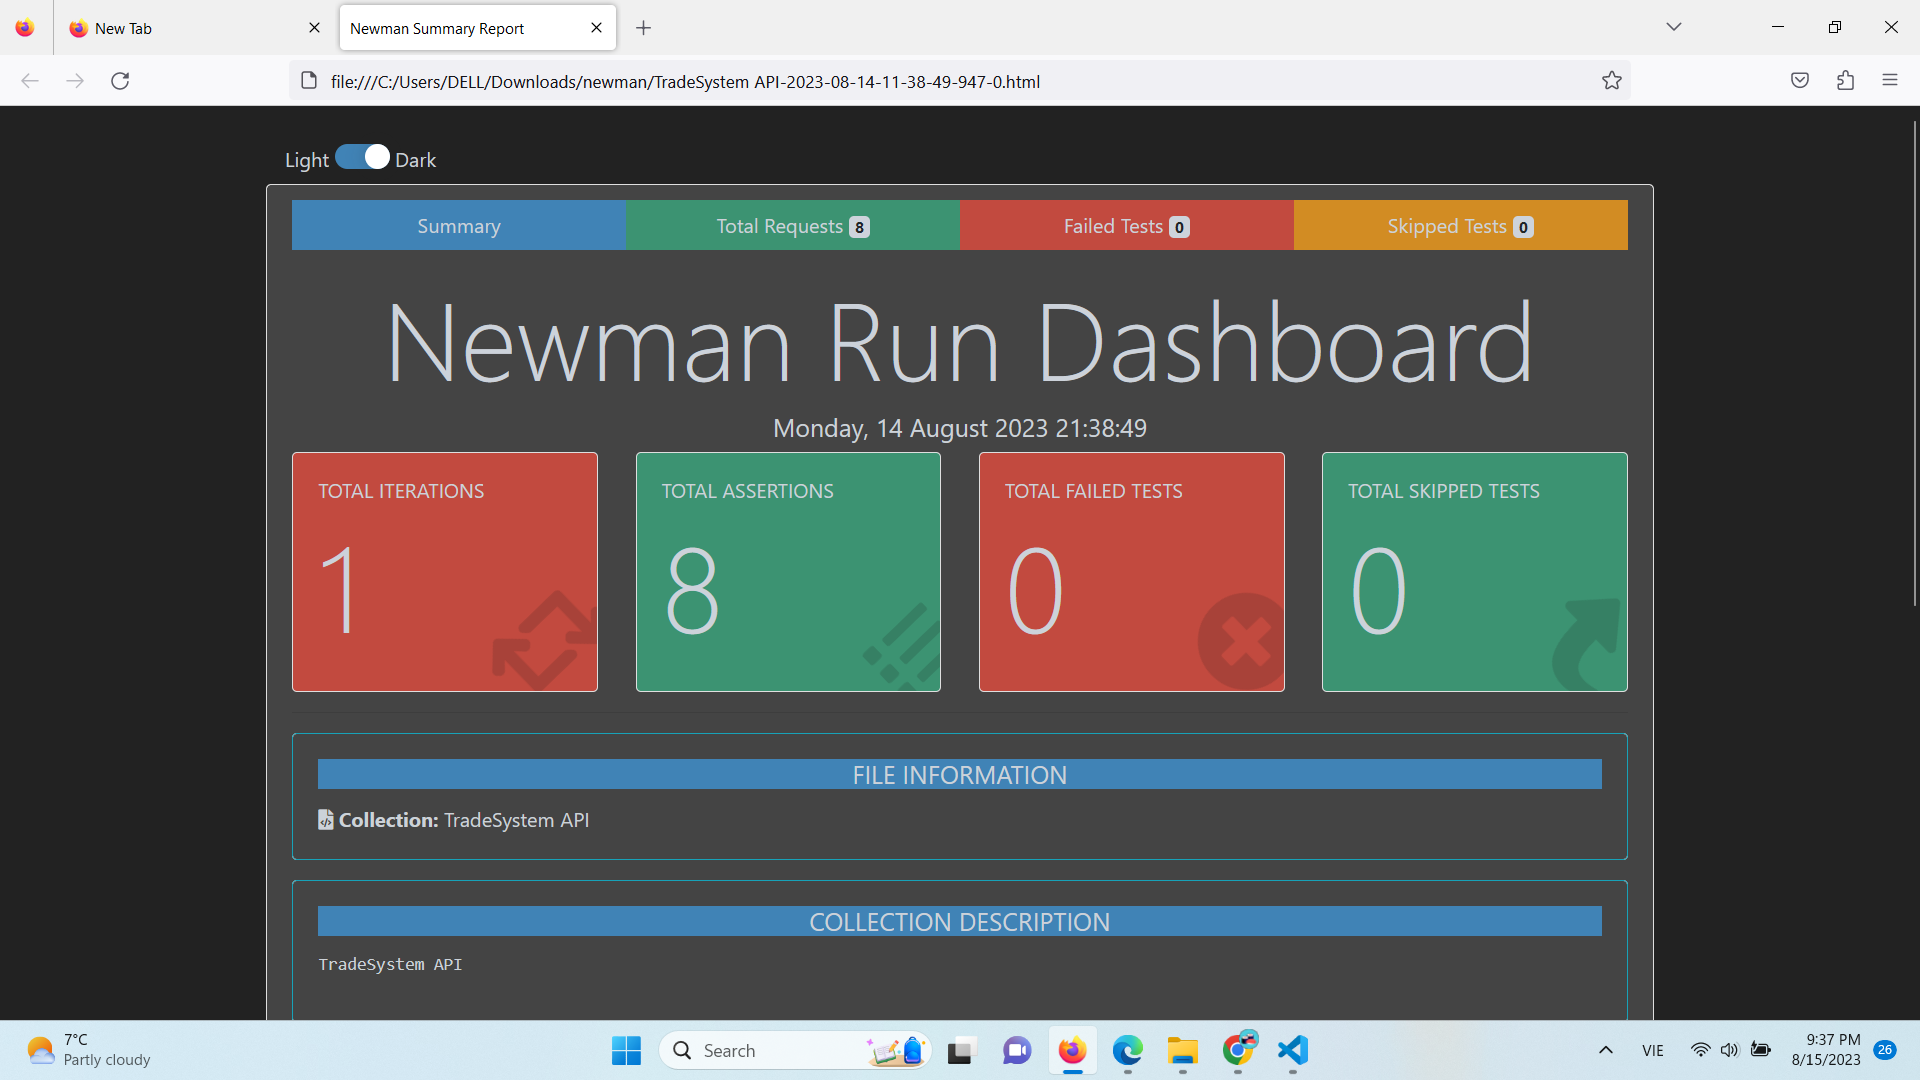 New Tab
Newman Summary Report
file:///C:/Users/DELL/Downloads/newman/TradeSystem API-2023-08-14-11-38-49-947-0.html
Light Dark
Summary
Total Requests 8
Failed Tests 0
Skipped Tests 0
Newman Run Dashboard
Monday, 14 August 2023 21:38:49
TOTAL ITERATIONS
1
TOTAL ASSERTIONS
8
TOTAL FAILED TESTS
0
TOTAL SKIPPED TESTS
0
FILE INFORMATION
Collection: TradeSystem API
COLLECTION DESCRIPTION
TradeSystem API
7°C
Partly cloudy
Search
VIE
9:37 PM
8/15/2023
26